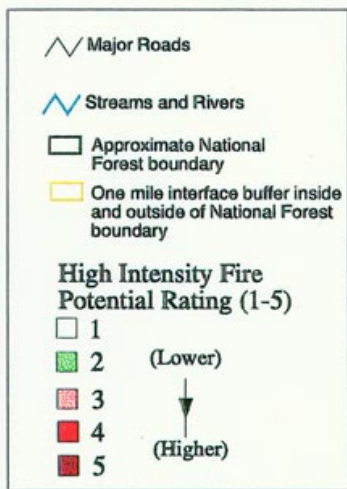 Major Roads
Streams and Rivers
Approximate National
Forest boundary
One mile interface buffer inside
and outside of National Forest
boundary
High Intensity Fire
Potential Rating (1-5)
1
2 (Lower)
3
4
5 (Higher)